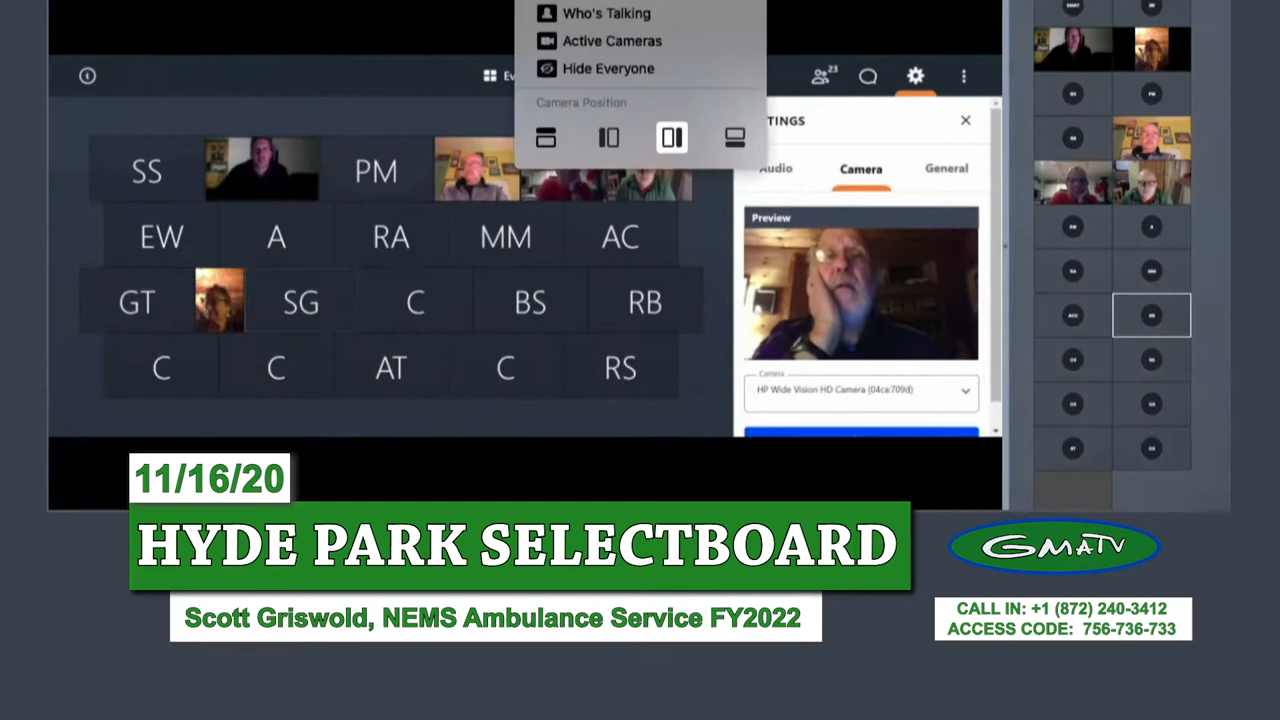 Who's Talking
Active Cameras
Hide Everyone
Camera Position
23
TINGS
Audio
Camera
General
Preview
Camera
HP Wide Vision HD Camera (04ca:709d)
SS
PM
EW
A
RA
MM
AC
GT
SG
C
BS
RB
C
C
AT
C
RS
11/16/20
HYDE PARK SELECTBOARD
Scott Griswold, NEMS Ambulance Service FY2022
GMATV
CALL IN: +1 (872) 240-3412
ACCESS CODE: 756-736-733